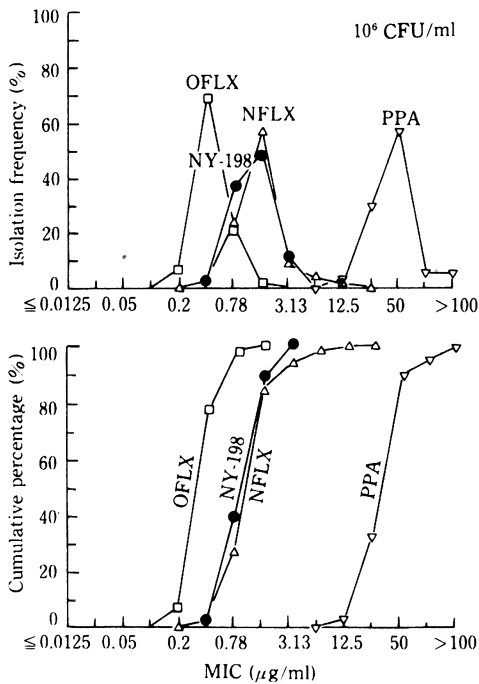 10⁶ CFU/ml
Isolation frequency (%)
100
80
60
40
20
0
OFLX
NFLX
NY-198
PPA
≦0.0125 0.05 0.2 0.78 3.13 12.5 50 >100
Cumulative percentage (%)
100
80
60
40
20
0
OFLX
NY-198
NFLX
PPA
≦0.0125 0.05 0.2 0.78 3.13 12.5 50 >100
MIC (μg/ml)